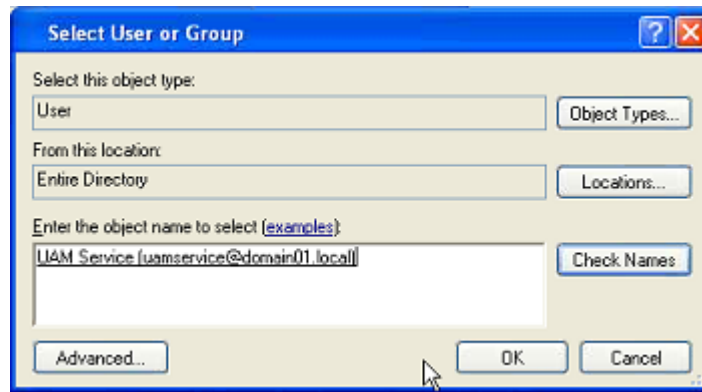 Select User or Group
Select this object type:
User
Object Types...
From this location:
Entire Directory
Locations...
Enter the object name to select (examples):
UAM Service (uamservice@domain01.local)
Check Names
Advanced...
OK
Cancel